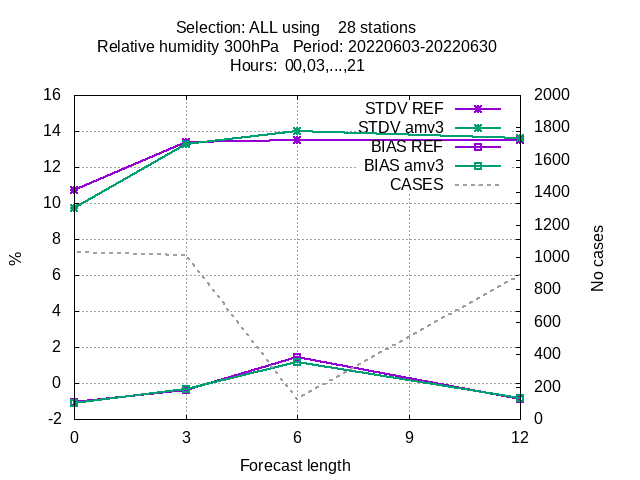 Selection: ALL using    28 stations
Relative humidity 300hPa   Period: 20220603-20220630
Hours:  00,03,...,21
STDV REF
STDV amv3
BIAS REF
BIAS amv3
CASES
16
14
12
10
8
6
4
2
0
-2
%
2000
1800
1600
1400
1200
1000
800
600
400
200
0
No cases
0 3 6 9 12
Forecast length